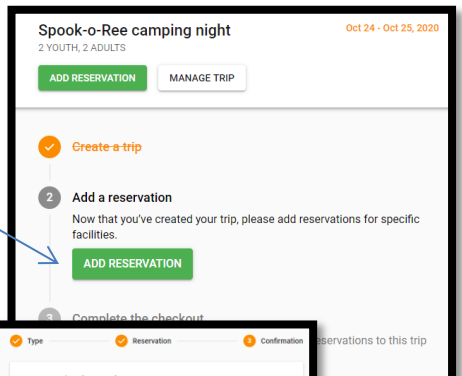 Spook-o-Ree camping night
Oct 24 - Oct 25, 2020
2 YOUTH, 2 ADULTS
ADD RESERVATION
MANAGE TRIP
Create a trip
2
Add a reservation
Now that you've created your trip, please add reservations for specific
facilities.
ADD RESERVATION
3
Complete the checkout
eservations to this trip
Type
Reservation
3
Confirmation